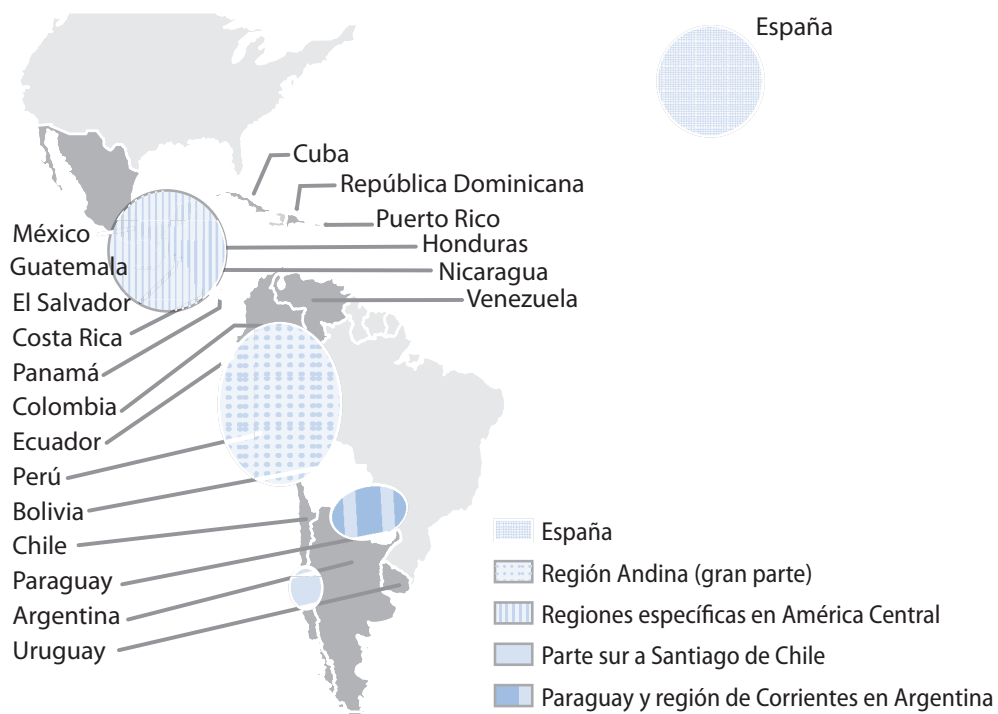 España
Cuba
República Dominicana
Puerto Rico
México
Honduras
Guatemala
Nicaragua
El Salvador
Venezuela
Costa Rica
Panamá
Colombia
Ecuador
Perú
Bolivia
Chile
Paraguay
Argentina
Uruguay
España
Región Andina (gran parte)
Regiones específicas en América Central
Parte sur a Santiago de Chile
Paraguay y región de Corrientes en Argentina